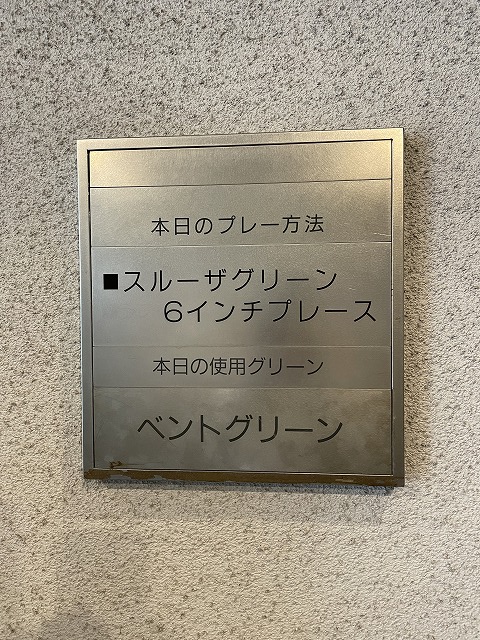 本日のプレー方法
■スルーザグリーン
6インチプレース
本日の使用グリーン
ベントグリーン